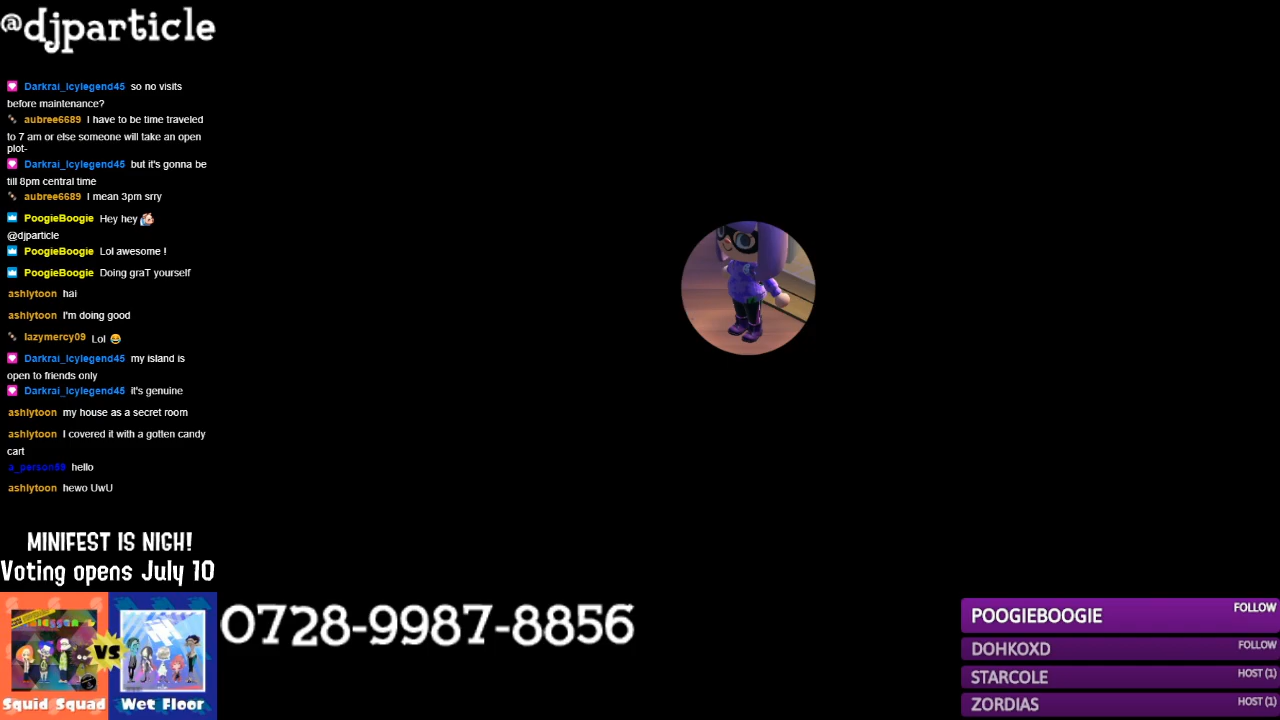 @djparticle
Darkrai_Icylegend45 so no visits
before maintenance?
aubree6689 I have to be time traveled
to 7 am or else someone will take an open
plot-
Darkrai_Icylegend45 but it's gonna be
till 8pm central time
aubree6689 I mean 3pm srry
PoogieBoogie Hey hey
@djparticle
PoogieBoogie Lol awesome !
PoogieBoogie Doing graT yourself
ashlytoon hai
ashlytoon I'm doing good
lazymercy09 Lol
Darkrai_Icylegend45 my island is
open to friends only
Darkrai_Icylegend45 it's genuine
ashlytoon my house as a secret room
ashlytoon I covered it with a gotten candy
cart
a_person69 hello
ashlytoon hewo UwU
MINIFEST IS NIGH!
Voting opens July 10
VS
Squid Squad
Wet Floor
0728-9987-8856
POOGIEBOOGIE FOLLOW
DOHKOXD FOLLOW
STARCOLE HOST (1)
ZORDIAS HOST (1)